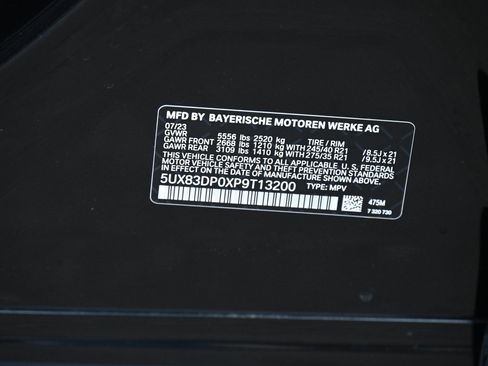 MFD BY BAYERISCHE MOTOREN WERKE AG
07/23
GVWR 5556 lbs 2520 kg TIRE / RIM
GAWR FRONT 2668 lbs 1210 kg WITH 245/40 R21 / 8.5J x 21
GAWR REAR 3109 lbs 1410 kg WITH 275/35 R21 / 9.5J x 21
THIS VEHICLE CONFORMS TO ALL APPLICABLE U.S. FEDERAL
MOTOR VEHICLE SAFETY AND THEFT PREVENTION STANDARDS
IN EFFECT ON THE DATE OF MANUFACTURE SHOWN ABOVE.
5UX83DP0XP9T13200 TYPE: MPV
475M
7 320 730